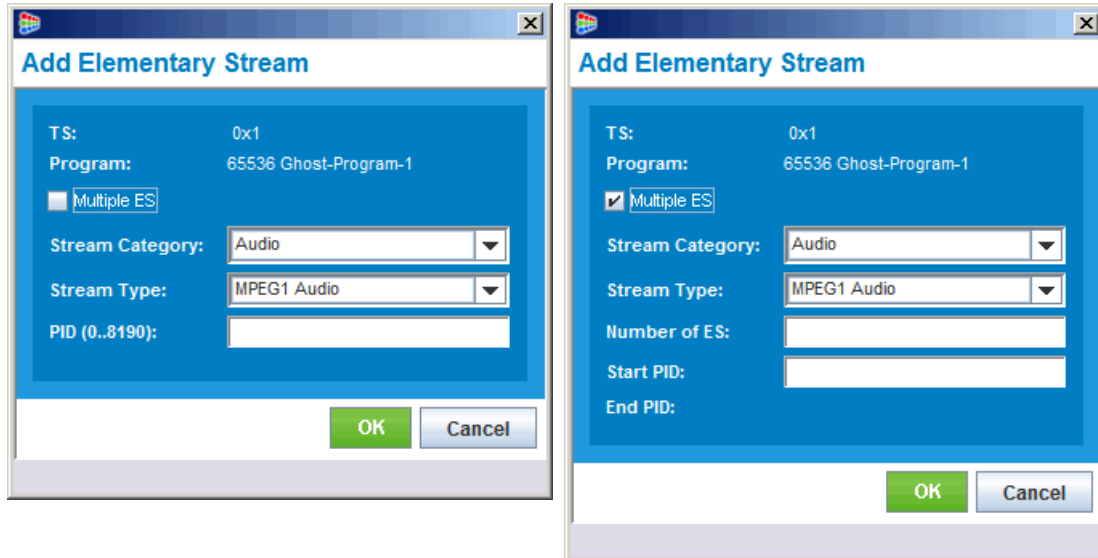 Add Elementary Stream
TS: 0x1
Program: 65536 Ghost-Program-1
Multiple ES
Stream Category: Audio
Stream Type: MPEG1 Audio
PID (0..8190):
OK Cancel
Add Elementary Stream
TS: 0x1
Program: 65536 Ghost-Program-1
Multiple ES
Stream Category: Audio
Stream Type: MPEG1 Audio
Number of ES:
Start PID:
End PID:
OK Cancel